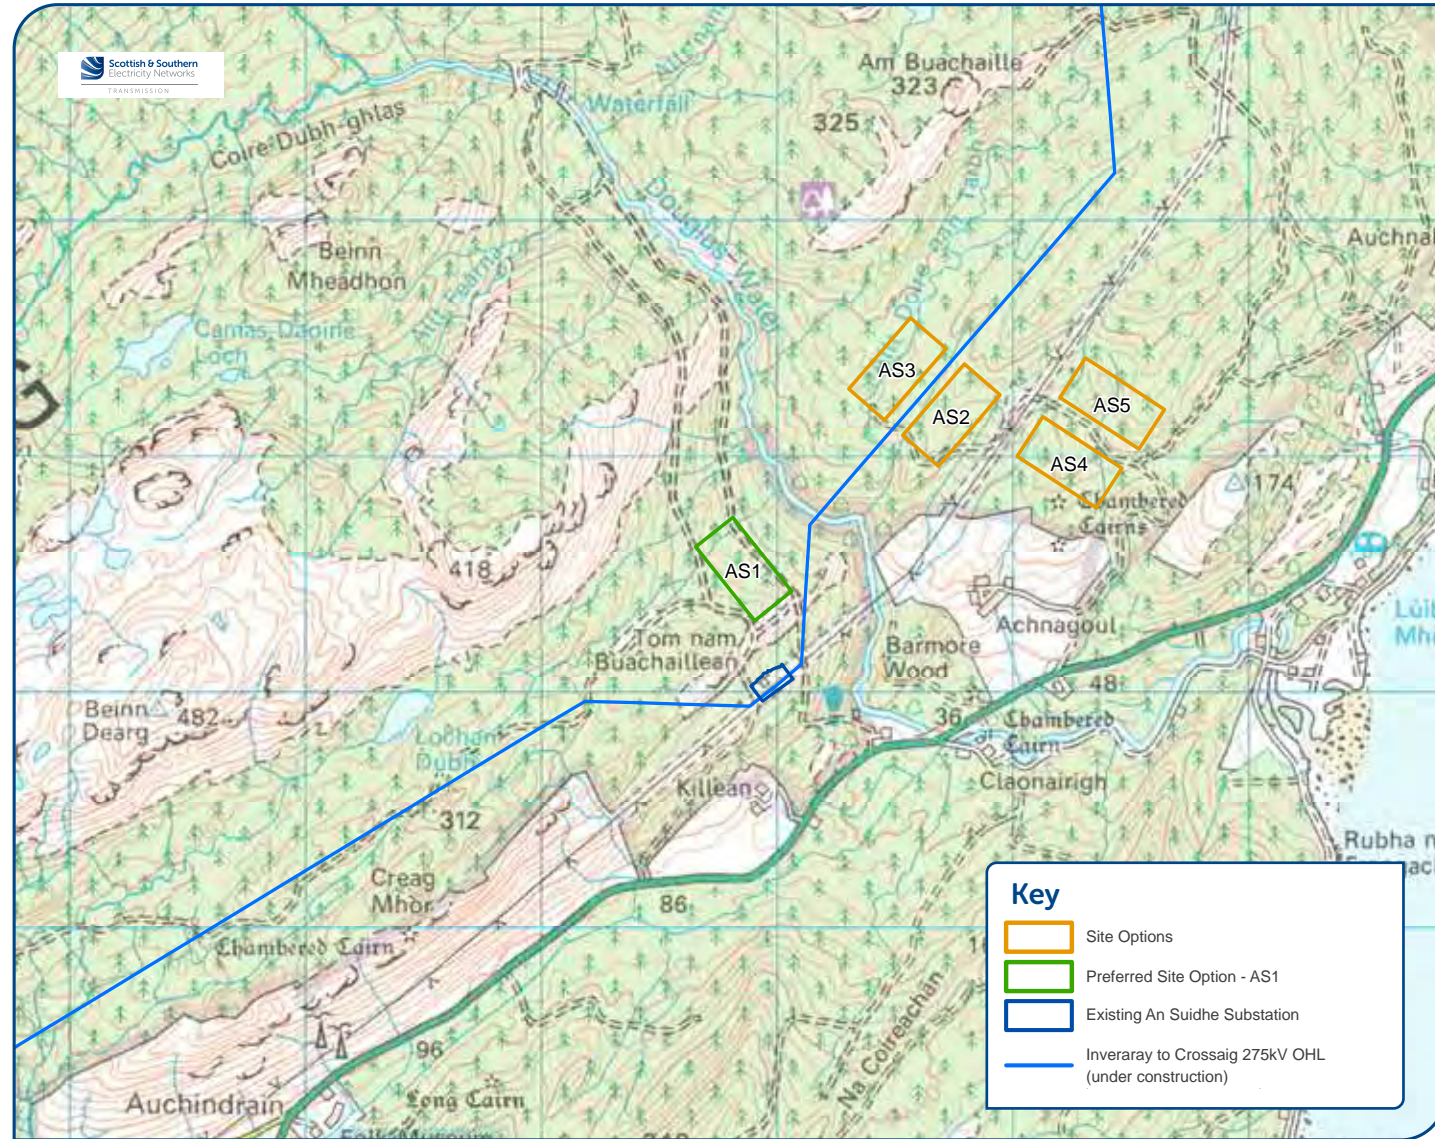 Scottish & Southern
Electricity Networks
TRANSMISSION
Am Buachaille
323
325
Waterfall
Coire Dubh-ghlas
Douglas Water
Beinn
Mheadhon
Auchna
Camas Daoine
Loch
AS3
AS2
AS5
AS4
174
Chambered
Cairns
418
AS1
Achnagoul
Tom nam
Buachaillean
Barmore
Wood
48
36
Beinn
Dearg
482
Lochan
Dubh
Chambered
Cairn
Claonairigh
Killean
312
Creag
Mhòr
86
Rubha n
Chambered Cairn
Na Coireachan
96
Auchindrain
Long Cairn
Folk Museum
Key
Site Options
Preferred Site Option - AS1
Existing An Suidhe Substation
Inveraray to Crossaig 275kV OHL
(under construction)